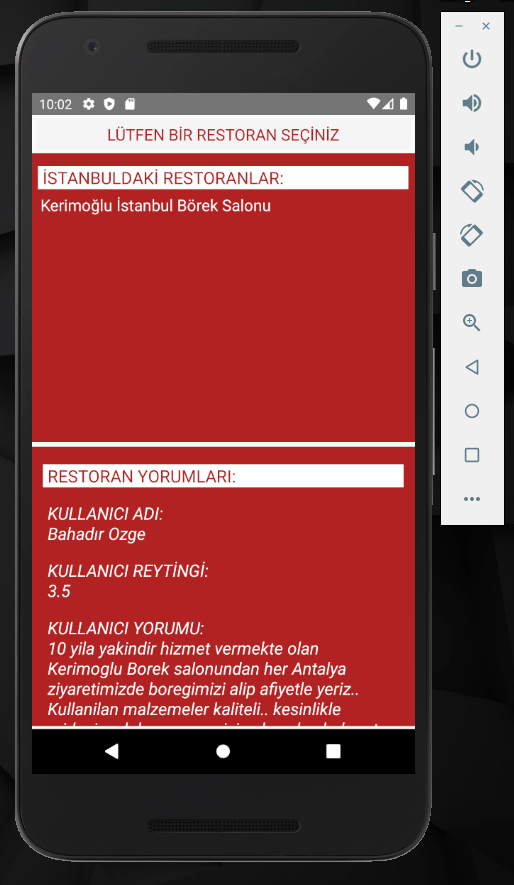 10:02
LÜTFEN BİR RESTORAN SEÇİNİZ
İSTANBULDAKİ RESTORANLAR:
Kerimoğlu İstanbul Börek Salonu
RESTORAN YORUMLARI:
KULLANICI ADI:
Bahadır Ozge
KULLANICI REYTİNGİ:
3.5
KULLANICI YORUMU:
10 yila yakindir hizmet vermekte olan
Kerimoglu Borek salonundan her Antalya
ziyaretimizde boregimizi alip afiyetle yeriz..
Kullanilan malzemeler kaliteli.. kesinlikle